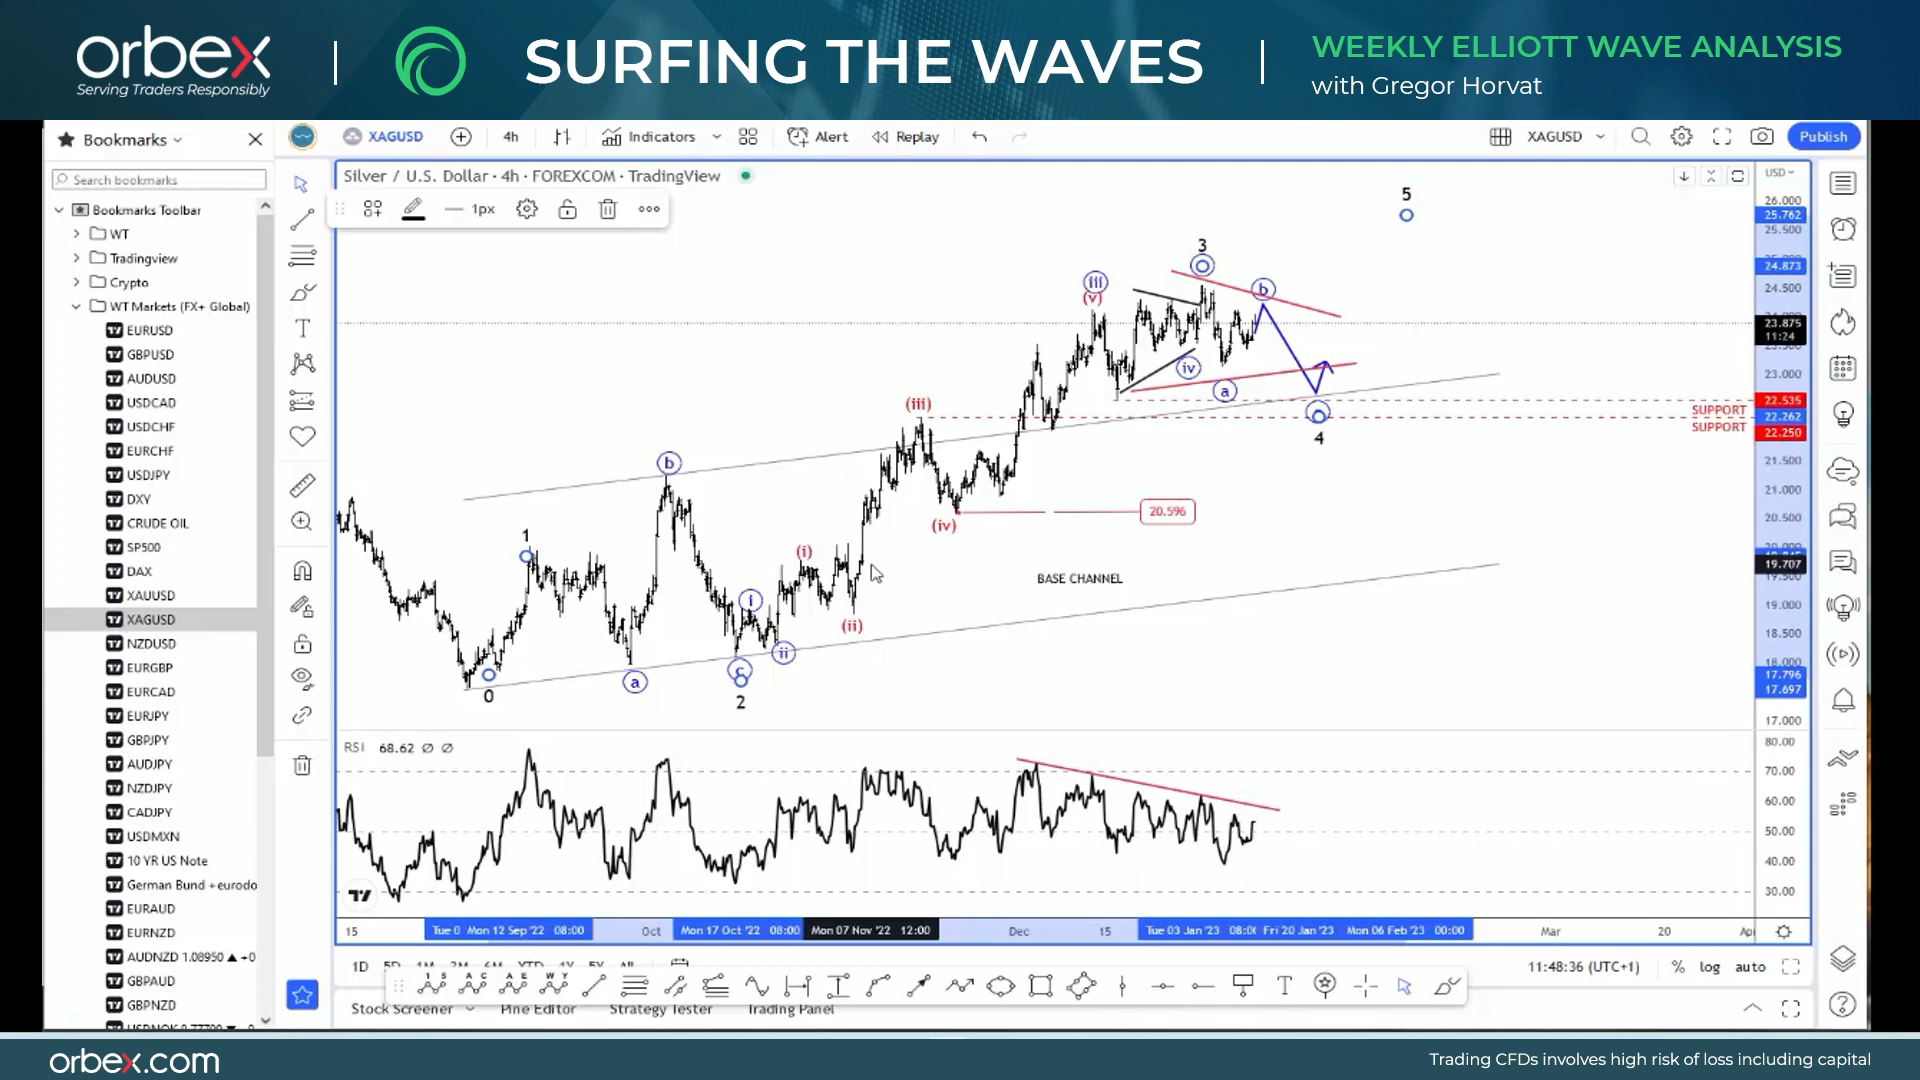 orbex
Serving Traders Responsibly
SURFING THE WAVES
WEEKLY ELLIOTT WAVE ANALYSIS
with Gregor Horvat
Bookmarks
Search bookmarks
Bookmarks Toolbar
WT
Tradingview
Crypto
WT Markets (FX+ Global)
EURUSD
GBPUSD
AUDUSD
USDCAD
USDCHF
EURCHF
USDJPY
DXY
CRUDE OIL
SP500
DAX
XAUUSD
XAGUSD
NZDUSD
EURGBP
EURCAD
EURJPY
GBPJPY
AUDJPY
NZDJPY
CADJPY
USDMXN
10 YR US Note
German Bund +eurodo
EURAUD
EURNZD
AUDNZD 1.08950 ▲ +0
GBPAUD
GBPNZD
XAGUSD 4h Indicators Alert Replay XAGUSD Publish
Silver / U.S. Dollar · 4h · FOREXCOM · TradingView
1px
USD
5
3
iii
(v)
b
iv
a
4
(iii)
(iv)
20.596
b
1
(i)
i
(ii)
ii
a
c
2
0
BASE CHANNEL
SUPPORT
SUPPORT
26.000
25.762
25.500
24.873
24.500
23.875
11:24
23.000
22.535
22.262
22.250
21.500
21.000
20.500
19.707
19.000
18.500
18.000
17.796
17.697
17.000
RSI 68.62 Ø Ø
80.00
70.00
60.00
50.00
40.00
30.00
15 Tue 0 Mon 12 Sep '22 08:00 Oct Mon 17 Oct '22 08:00 Mon 07 Nov '22 12:00 Dec 15 Tue 03 Jan '23 Fri 20 Jan '23 Mon 06 Feb '23 00:00 Mar 20
1D
11:48:36 (UTC+1) % log auto
1 5 A C A E W Y
Stock Screener Pine Editor Strategy Tester Trading Panel
orbex.com
Trading CFDs involves high risk of loss including capital